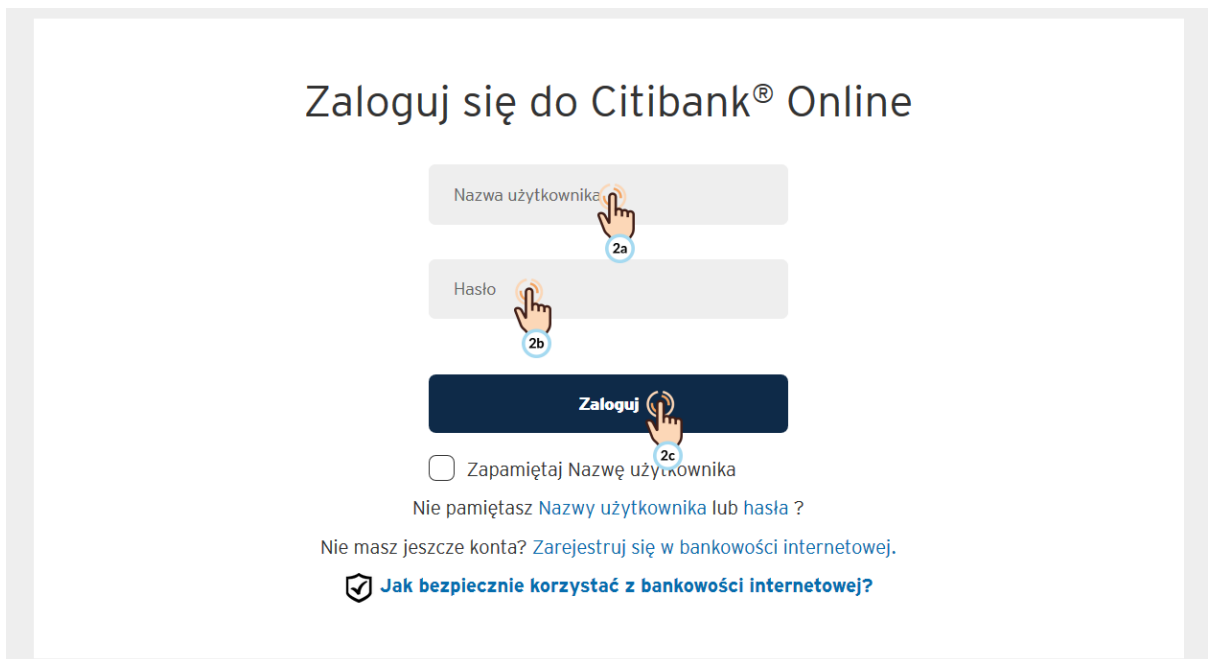 Zaloguj się do Citibank® Online
Nazwa użytkownika
2a
Hasło
2b
Zaloguj
2c
Zapamiętaj Nazwę użytkownika
Nie pamiętasz Nazwy użytkownika lub hasła ?
Nie masz jeszcze konta? Zarejestruj się w bankowości internetowej.
Jak bezpiecznie korzystać z bankowości internetowej?